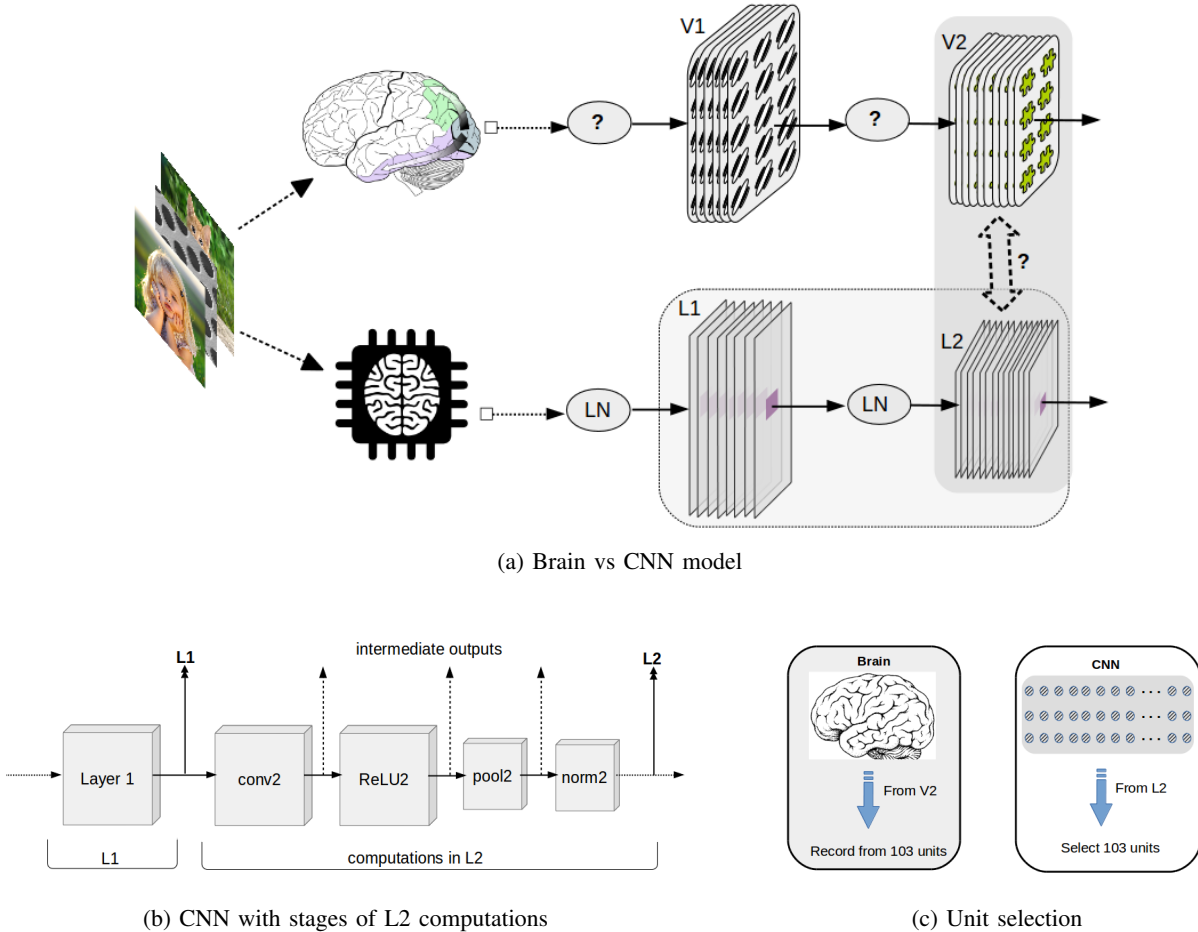 V1
V2
?
?
?
L1
L2
LN
LN
(a) Brain vs CNN model
intermediate outputs
L1
L2
Layer 1
conv2
ReLU2
pool2
norm2
L1
computations in L2
(b) CNN with stages of L2 computations
Brain
From V2
Record from 103 units
CNN
. . .
. . .
. . .
From L2
Select 103 units
(c) Unit selection